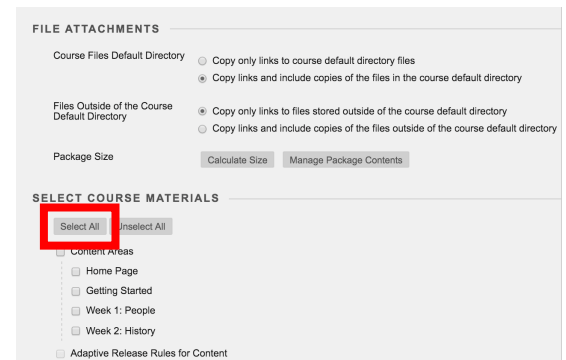 FILE ATTACHMENTS
Course Files Default Directory
Copy only links to course default directory files
Copy links and include copies of the files in the course default directory
Files Outside of the Course
Default Directory
Copy only links to files stored outside of the course default directory
Copy links and include copies of the files outside of the course default directory
Package Size
Calculate Size Manage Package Contents
SELECT COURSE MATERIALS
Select All Unselect All
Content Areas
Home Page
Getting Started
Week 1: People
Week 2: History
Adaptive Release Rules for Content